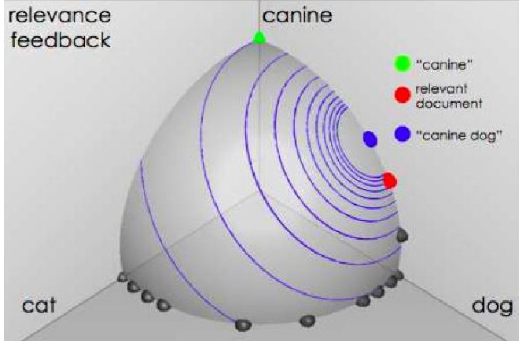 relevance
feedback
canine
"canine"
relevant
document
"canine dog"
cat
dog